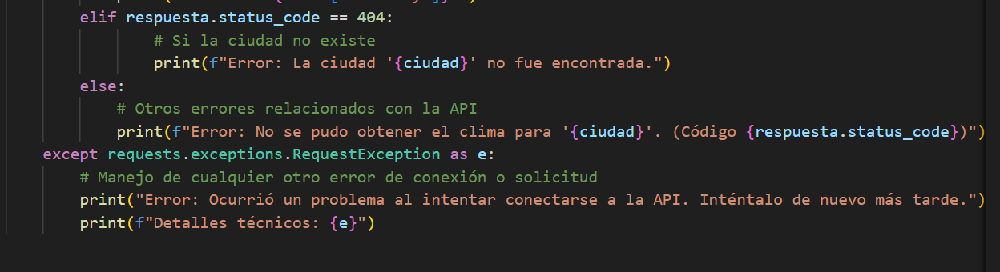 elif respuesta.status_code == 404:
# Si la ciudad no existe
print(f"Error: La ciudad '{ciudad}' no fue encontrada.")
else:
# Otros errores relacionados con la API
print(f"Error: No se pudo obtener el clima para '{ciudad}'. (Código {respuesta.status_code})")
except requests.exceptions.RequestException as e:
# Manejo de cualquier otro error de conexión o solicitud
print("Error: Ocurrió un problema al intentar conectarse a la API. Inténtalo de nuevo más tarde.")
print(f"Detalles técnicos: {e}")